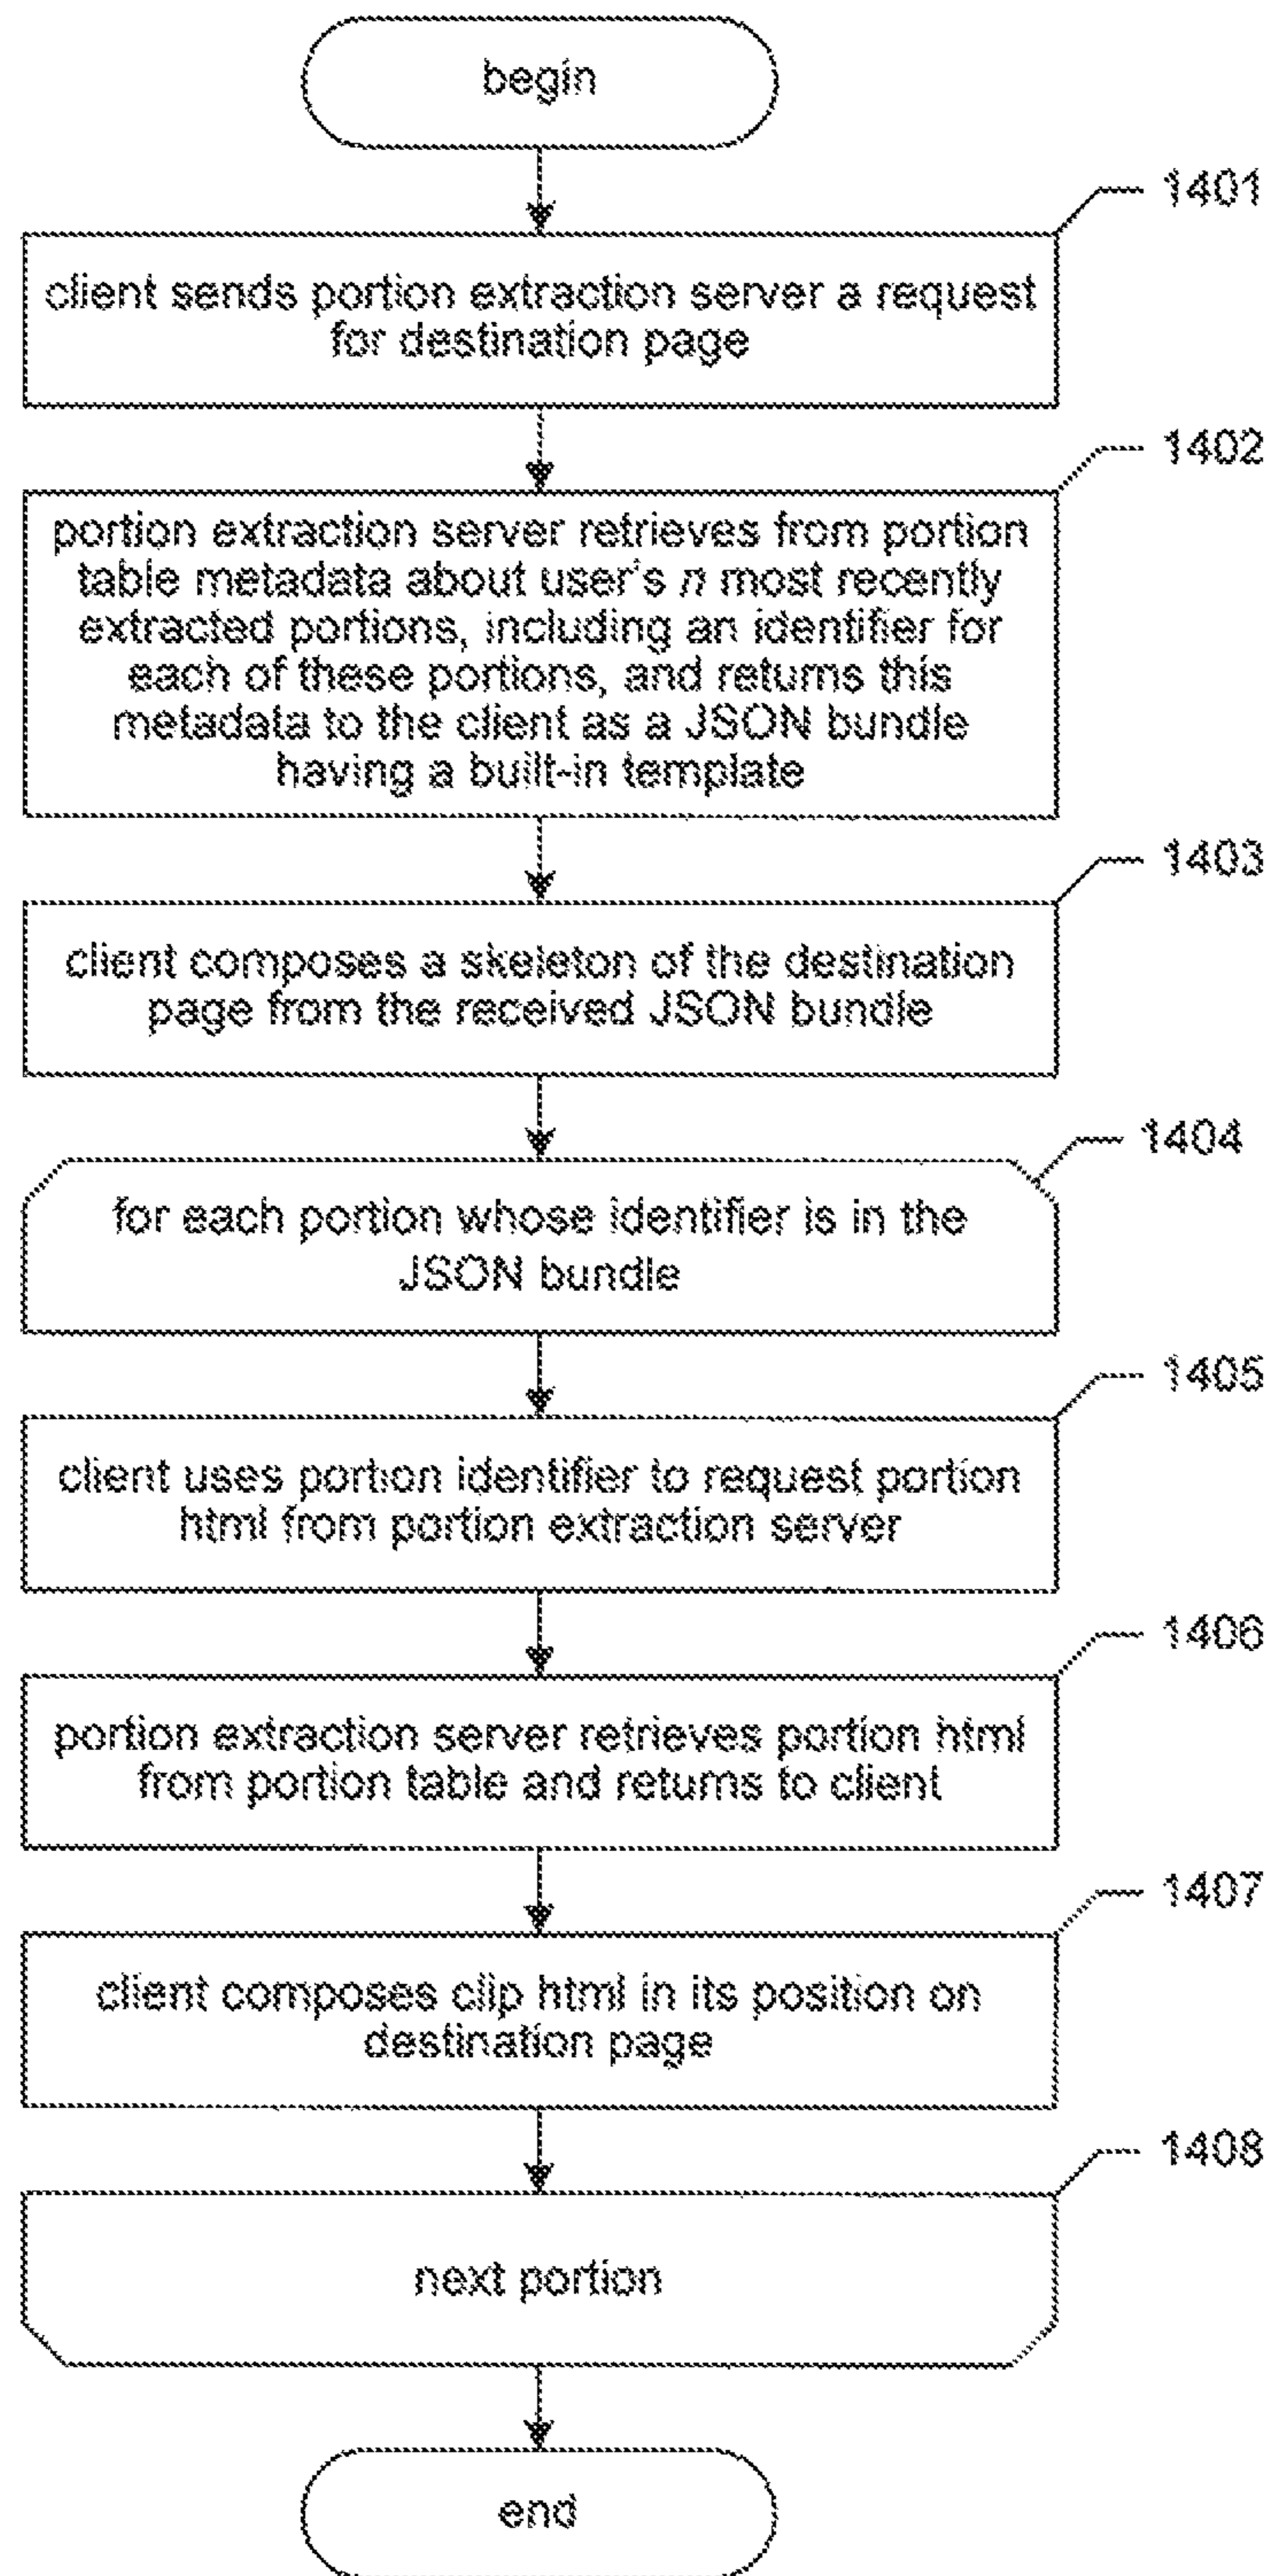 begin
1401
client sends portion extraction server a request
for destination page
1402
portion extraction server retrieves from portion
table metadata about user's n most recently
extracted portions, including an identifier for
each of these portions, and returns this
metadata to the client as a JSON bundle
having a built-in template
1403
client composes a skeleton of the destination
page from the received JSON bundle
1404
for each portion whose identifier is in the
JSON bundle
1405
client uses portion identifier to request portion
html from portion extraction server
1406
portion extraction server retrieves portion html
from portion table and returns to client
1407
client composes clip html in its position on
destination page
1408
next portion
end